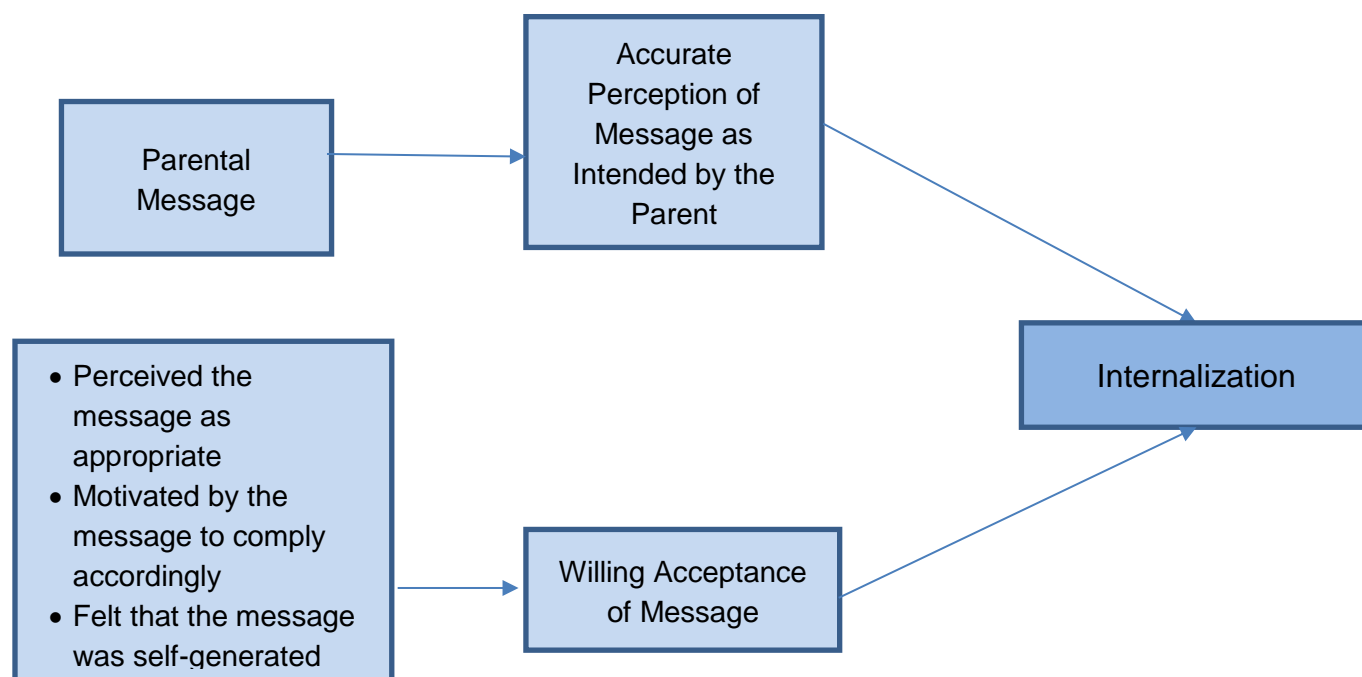 Parental
Message
Accurate
Perception of
Message as
Intended by the
Parent
• Perceived the
message as
appropriate
• Motivated by the
message to comply
accordingly
• Felt that the message
was self-generated
Willing Acceptance
of Message
Internalization